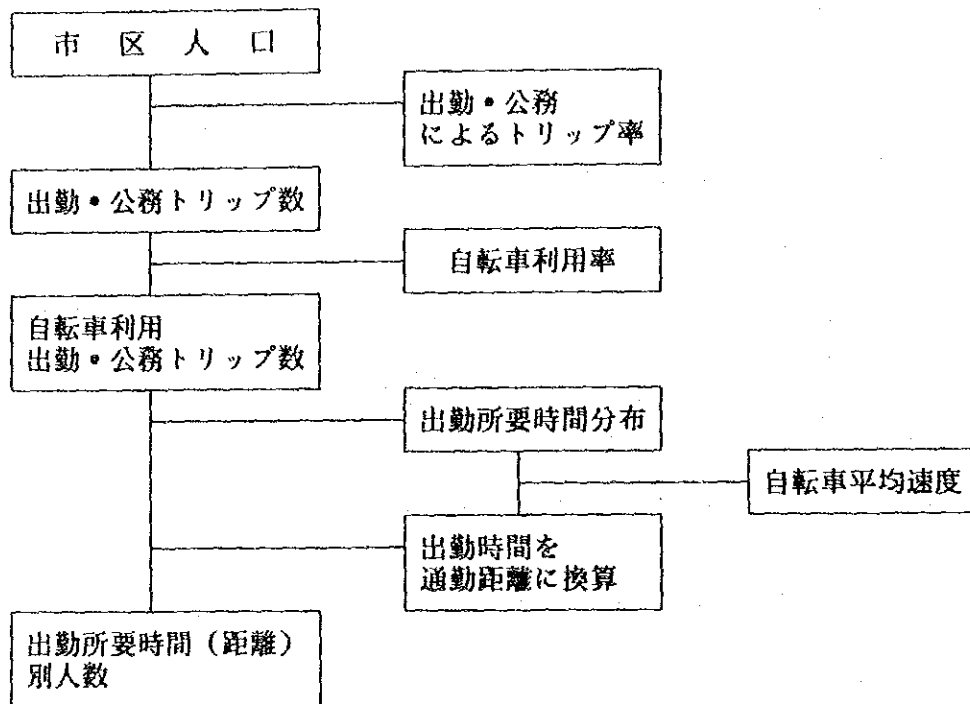 市区人口
出勤・公務
によるトリップ率
出勤・公務トリップ数
自転車利用率
自転車利用
出勤・公務トリップ数
出勤所要時間分布
自転車平均速度
出勤時間を
通勤距離に換算
出勤所要時間（距離）
別人数